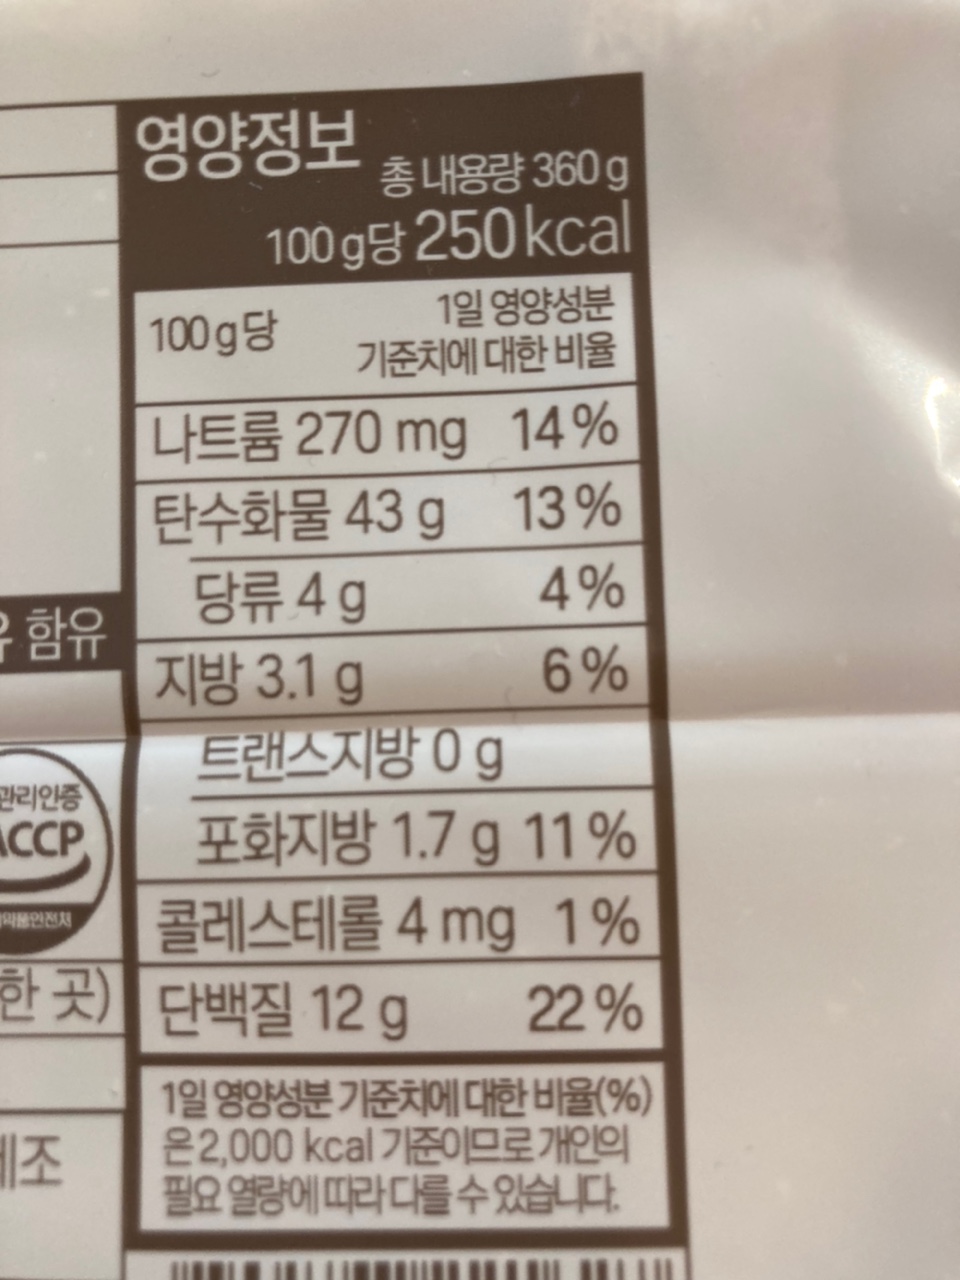 영양정보
총 내용량 360 g
100 g당 250 kcal
100 g당
1일 영양성분
기준치에 대한 비율
나트륨 270 mg 14 %
탄수화물 43 g 13 %
당류 4 g 4 %
지방 3.1 g 6 %
트랜스지방 0 g
포화지방 1.7 g 11 %
콜레스테롤 4 mg 1 %
단백질 12 g 22 %
1일 영양성분 기준치에 대한 비율(%)
은 2,000 kcal 기준이므로 개인의
필요 열량에 따라 다를 수 있습니다.
함유
관리인증
ACCP
약품안전처
한 곳)
제조